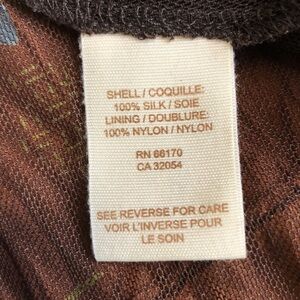 SHELL / COQUILLE:
100% SILK / SOIE
LINING / DOUBLURE:
100% NYLON / NYLON
RN 66170
CA 32054
SEE REVERSE FOR CARE
VOIR L'INVERSE POUR
LE SOIN